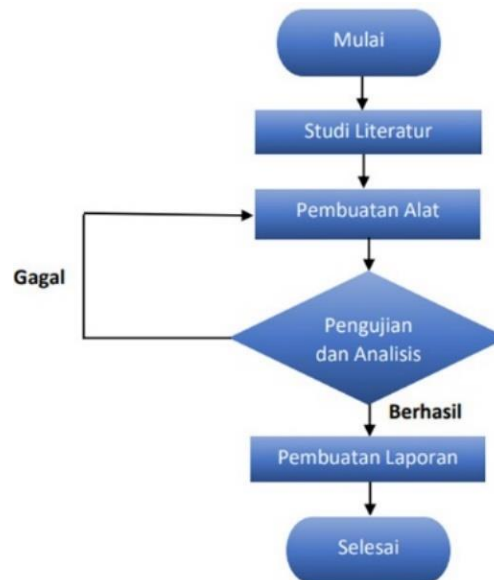 Mulai
Studi Literatur
Pembuatan Alat
Gagal
Pengujian
dan Analisis
Berhasil
Pembuatan Laporan
Selesai